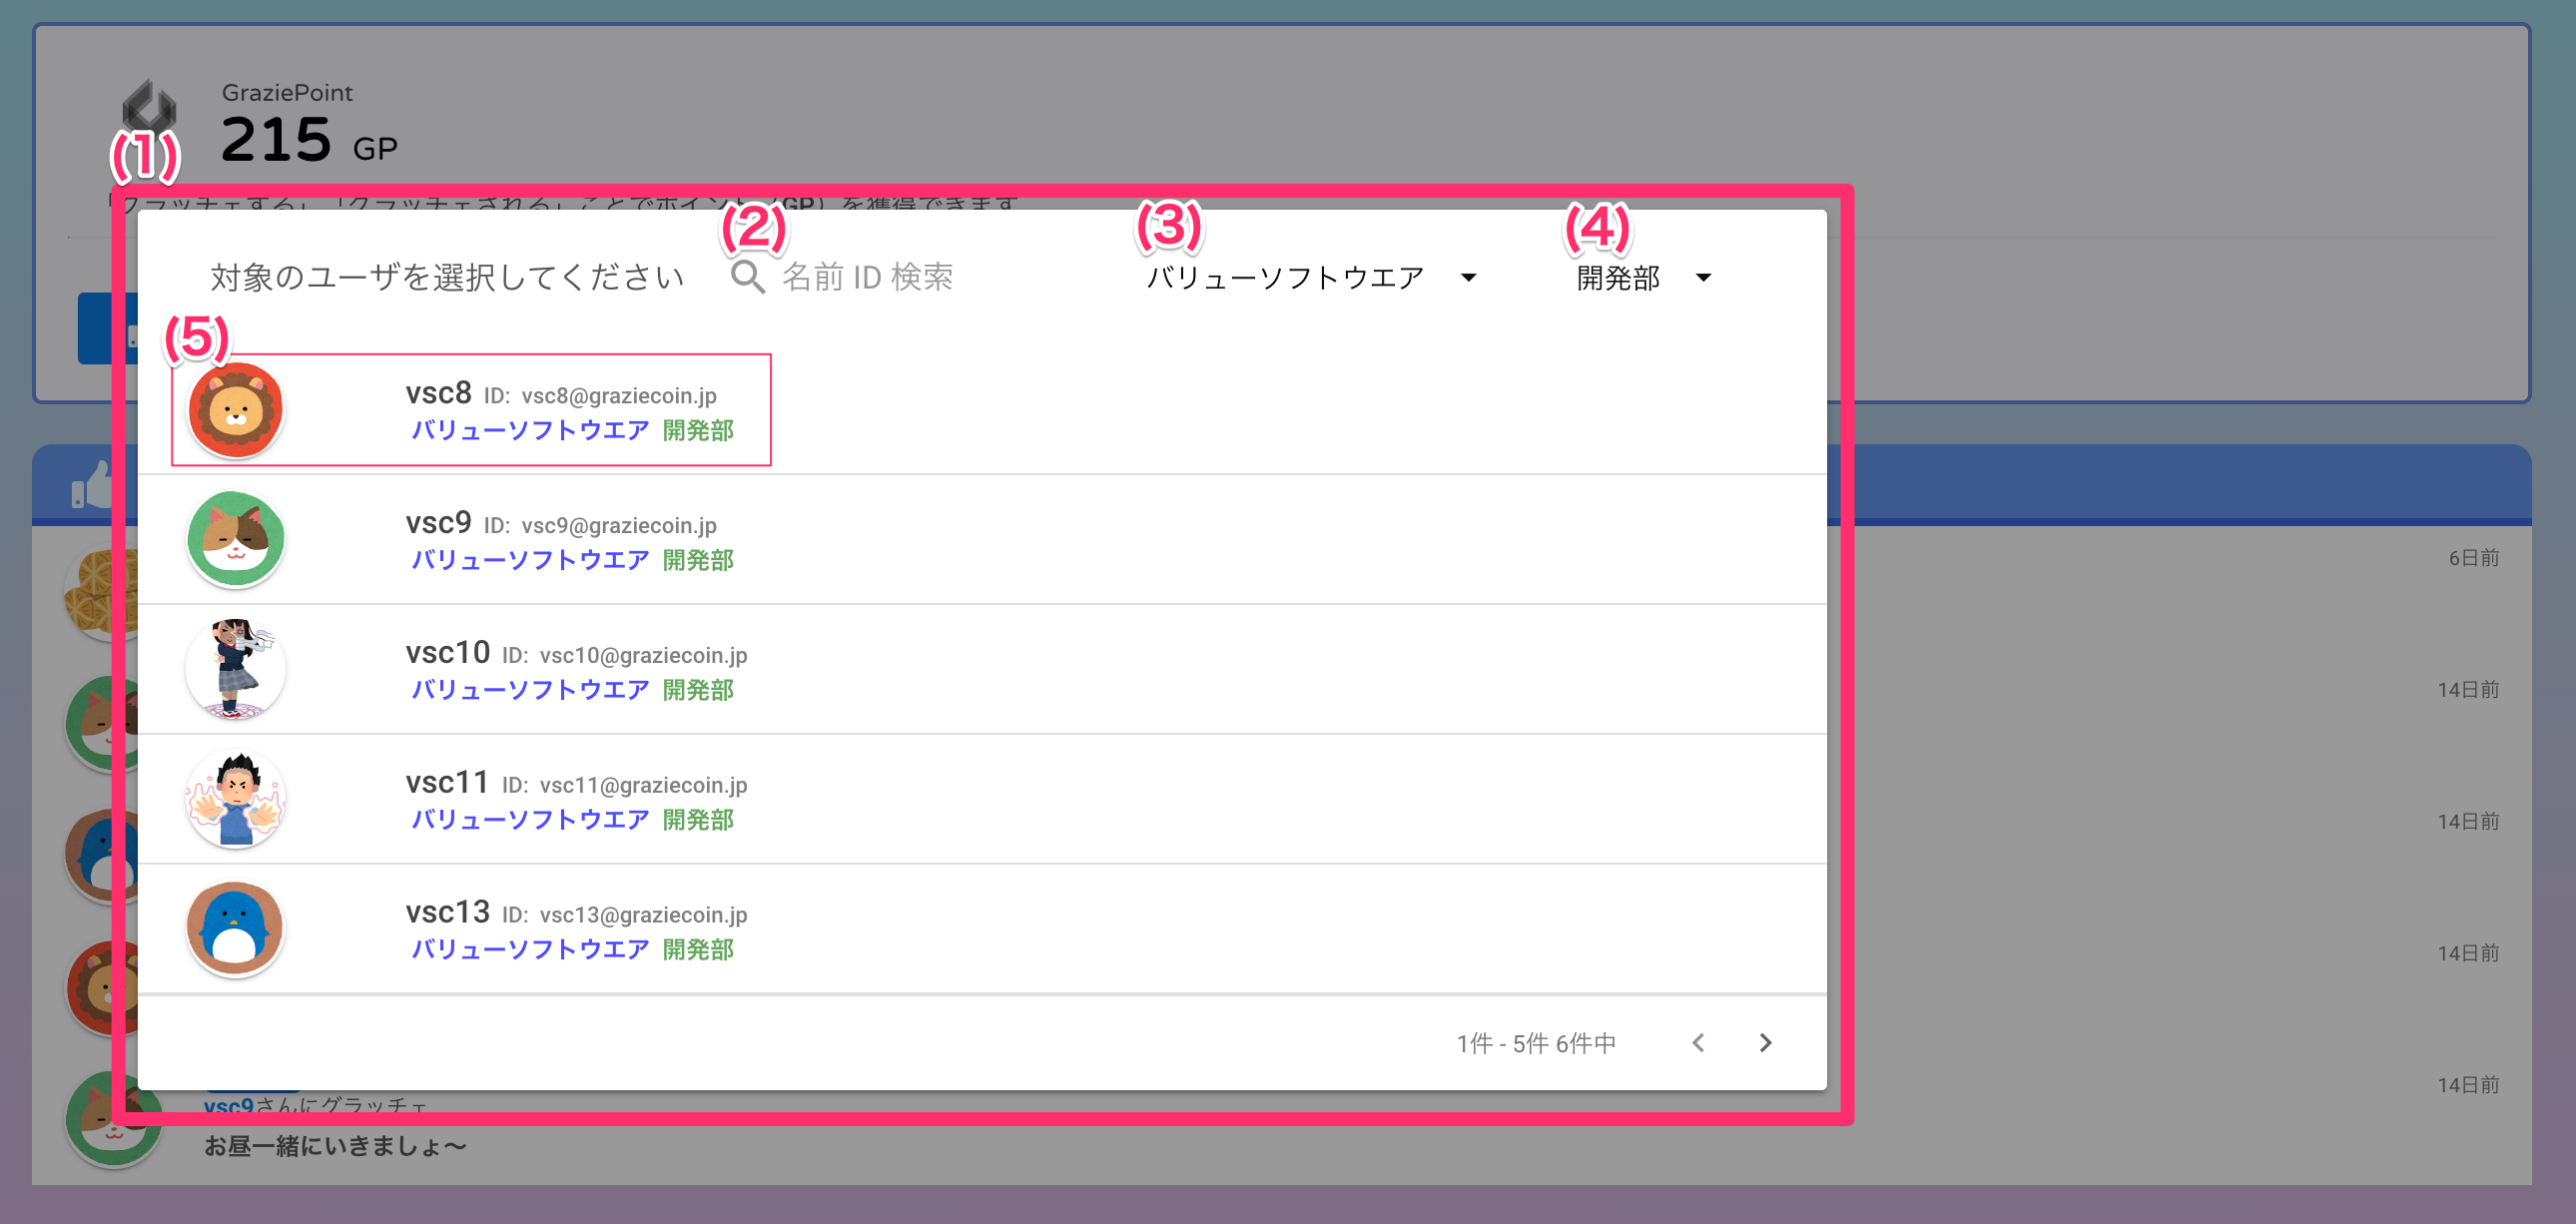 GraziePoint
215 GP
(1)
「グラッチェする」「グラッチェされる」ことでポイント（GP）を獲得できます
(2)
(3)
(4)
対象のユーザを選択してください 名前 ID 検索 バリューソフトウエア 開発部
(5)
vsc8 ID: vsc8@graziecoin.jp
バリューソフトウエア 開発部
vsc9 ID: vsc9@graziecoin.jp
バリューソフトウエア 開発部
6日前
vsc10 ID: vsc10@graziecoin.jp
バリューソフトウエア 開発部
14日前
vsc11 ID: vsc11@graziecoin.jp
バリューソフトウエア 開発部
14日前
vsc13 ID: vsc13@graziecoin.jp
バリューソフトウエア 開発部
14日前
1件 - 5件 6件中
14日前
vsc9さんにグラッチェ
お昼一緒にいきましょ〜